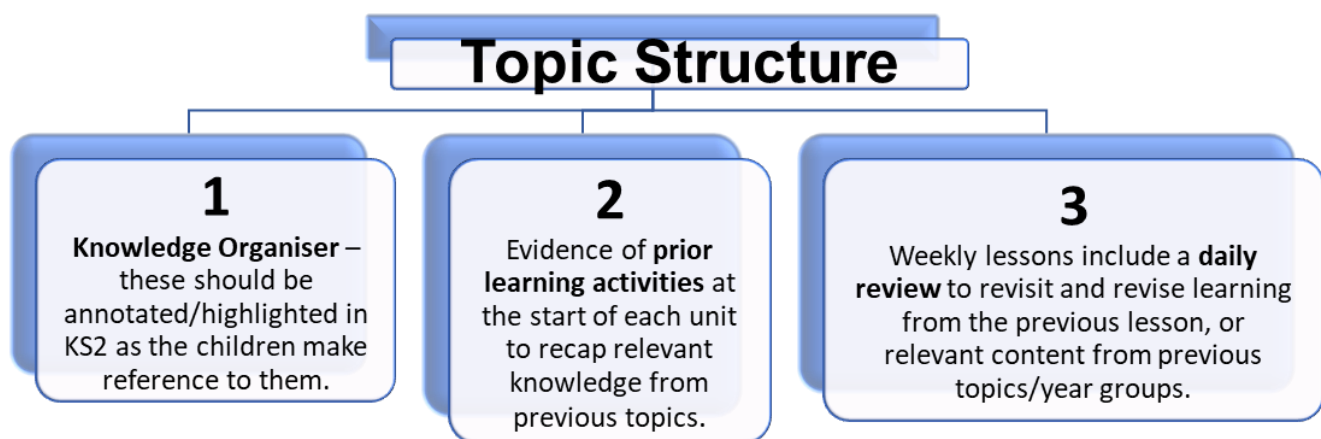 Topic Structure
1
Knowledge Organiser –
these should be
annotated/highlighted in
KS2 as the children make
reference to them.
2
Evidence of prior
learning activities at
the start of each unit
to recap relevant
knowledge from
previous topics.
3
Weekly lessons include a daily
review to revisit and revise learning
from the previous lesson, or
relevant content from previous
topics/year groups.